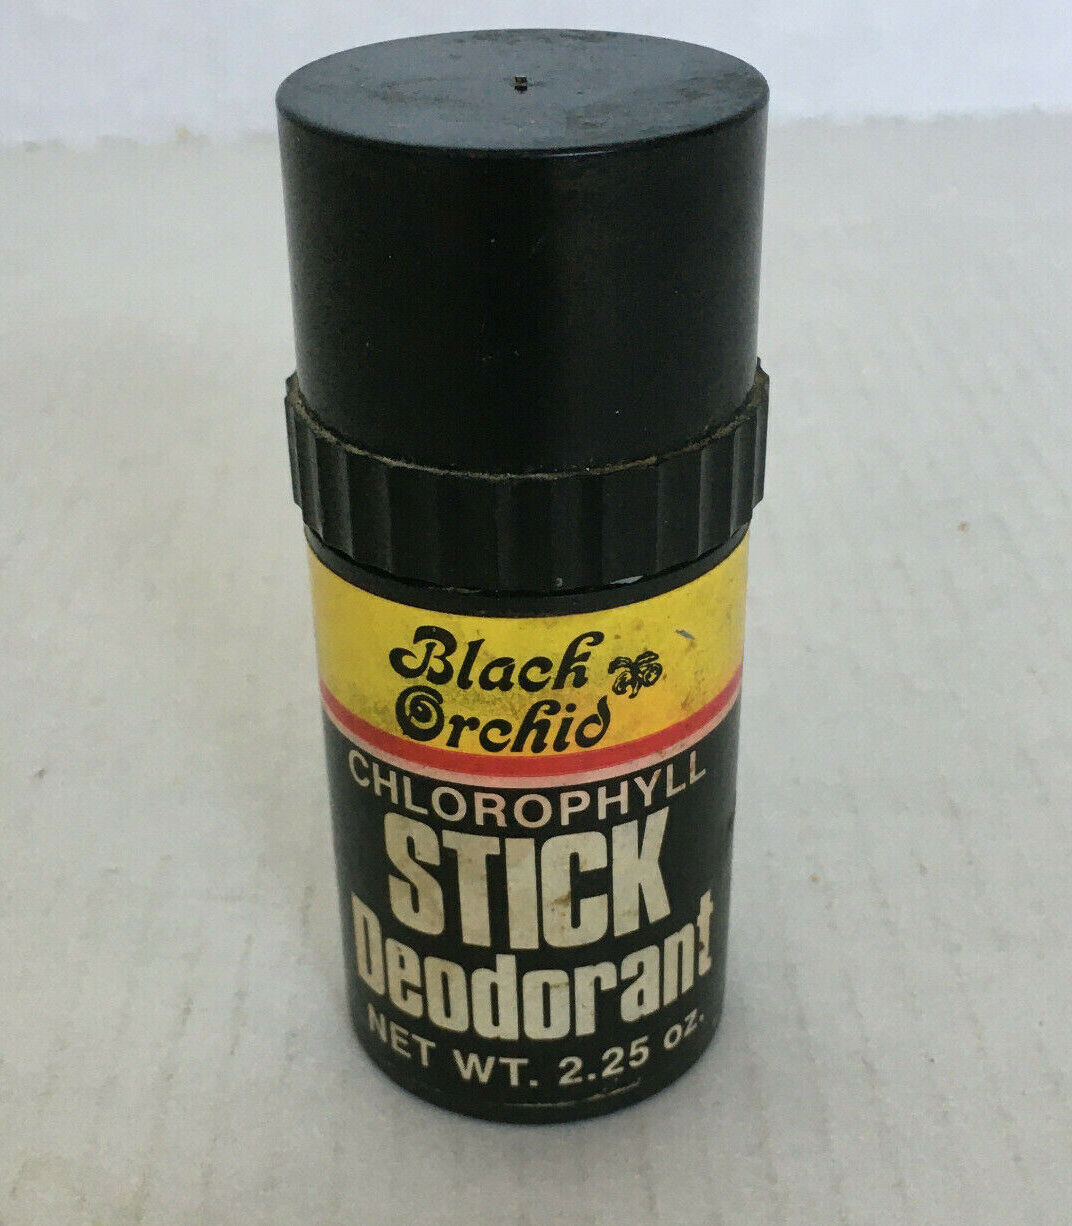 Black
Orchid
CHLOROPHYLL
STICK
Deodorant
NET WT. 2.25 oz.